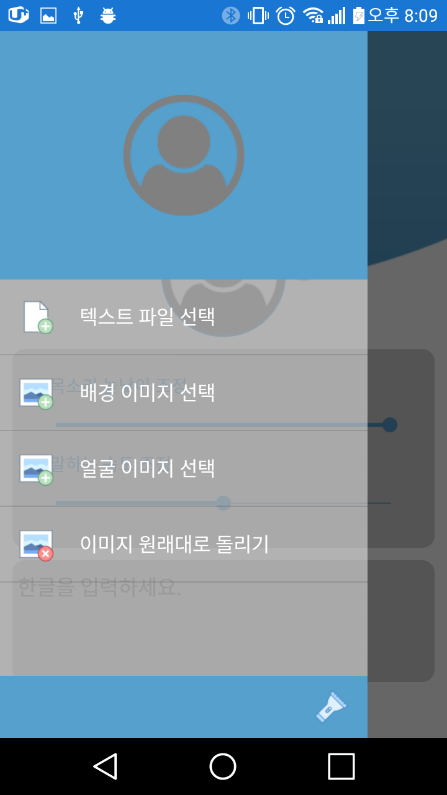 오후 8:09
텍스트 파일 선택
배경 이미지 선택
얼굴 이미지 선택
이미지 원래대로 돌리기
한글을 입력하세요.